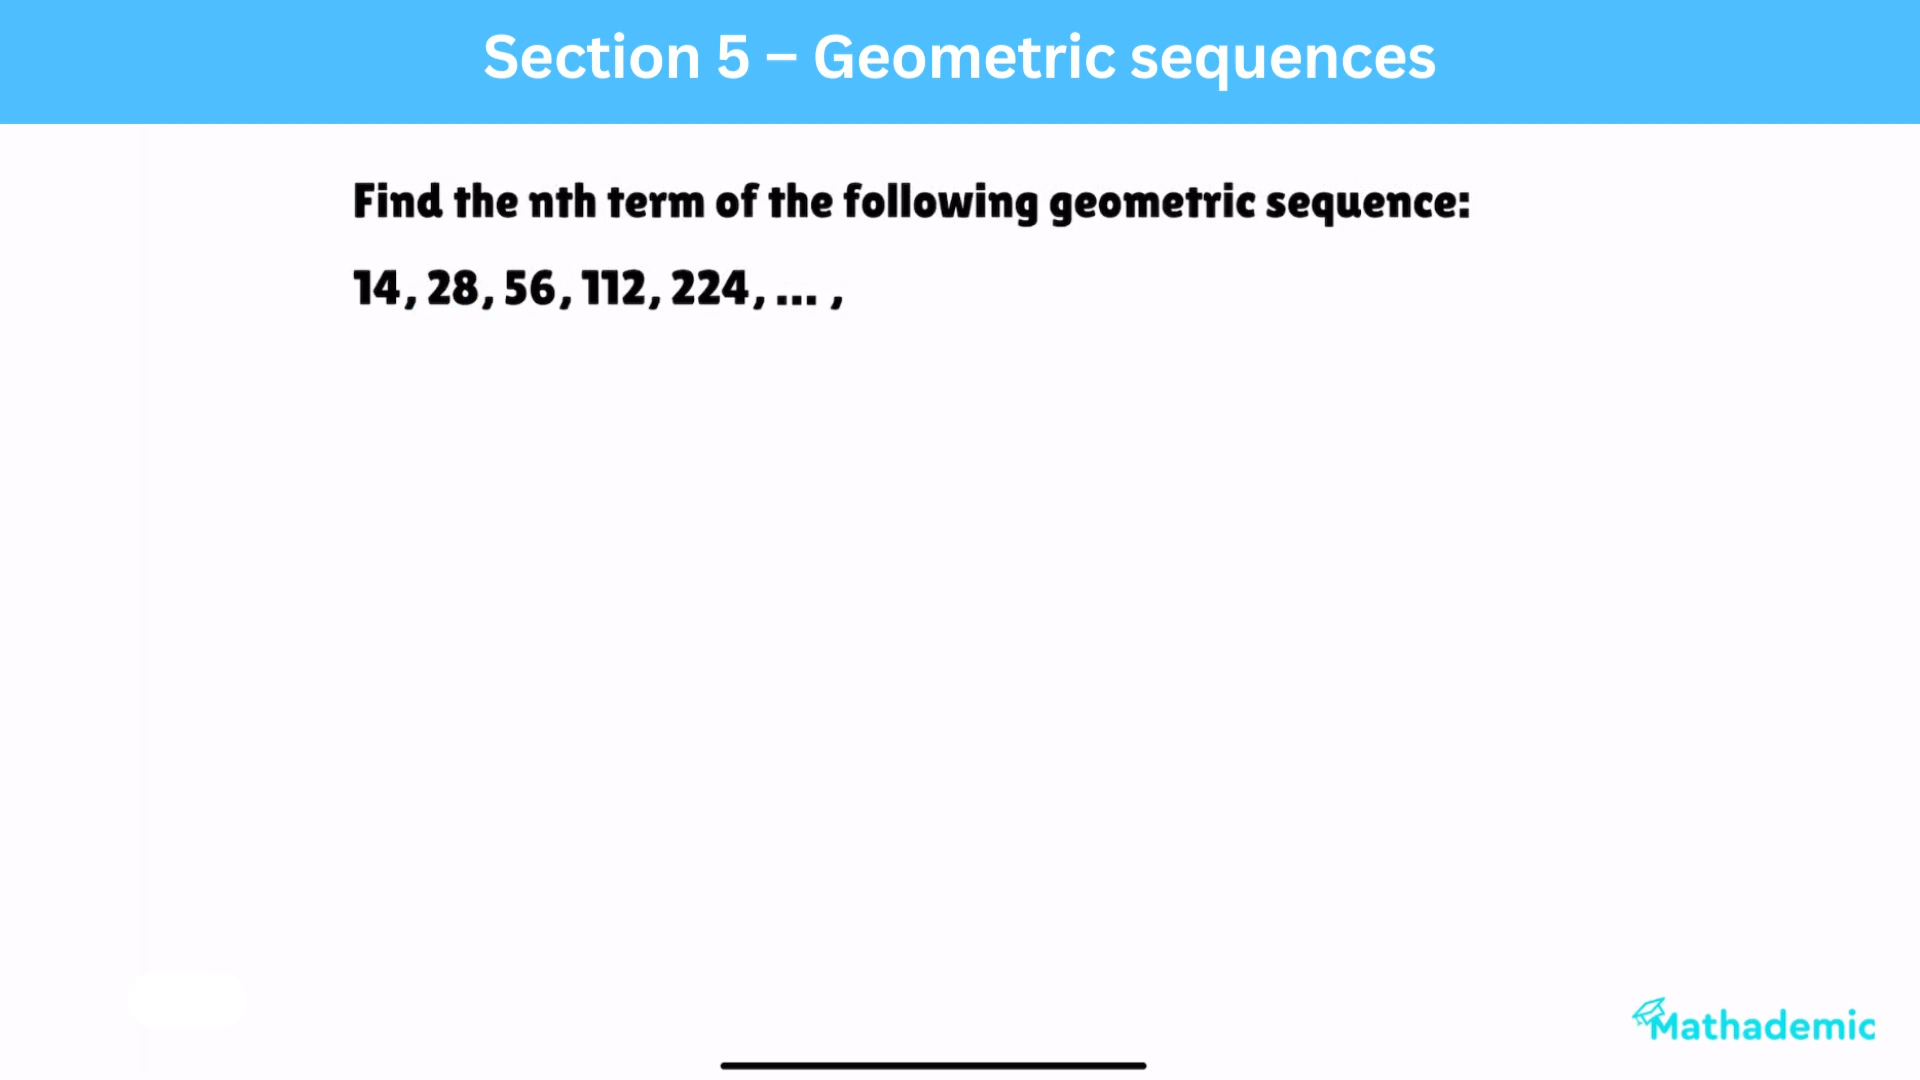 Section 5 – Geometric sequences
Find the nth term of the following geometric sequence:
14, 28, 56, 112, 224, ... ,
Mathademic